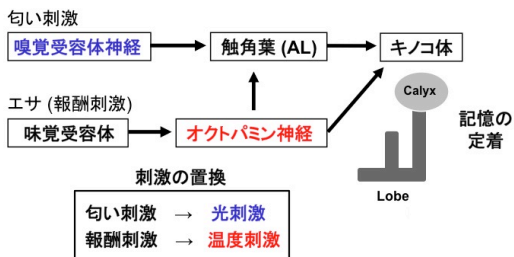 匂い刺激
嗅覚受容体神経 触角葉 (AL) キノコ体
エサ (報酬刺激)
味覚受容体 オクトパミン神経
Calyx
記憶の
定着
Lobe
刺激の置換
匂い刺激 → 光刺激
報酬刺激 → 温度刺激